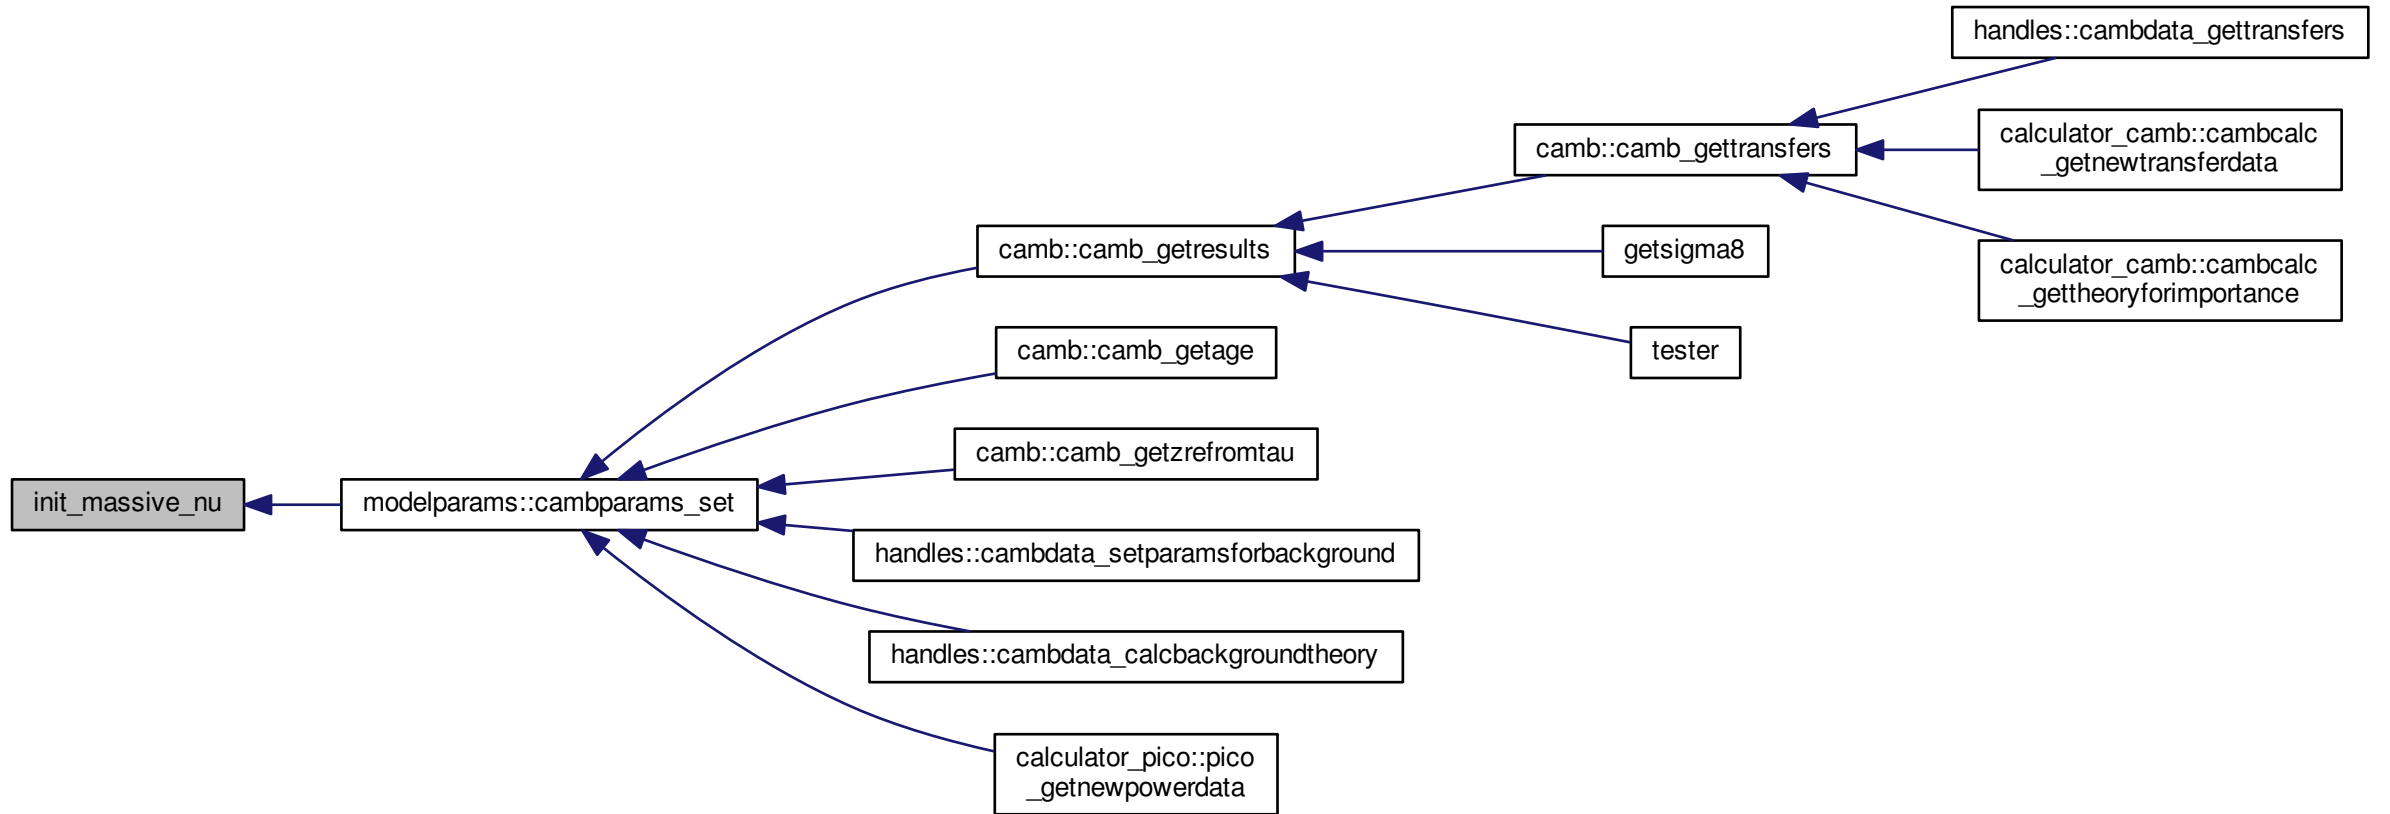 handles::cambdata_gettransfers
calculator_camb::cambcalc
_getnewtransferdata
camb::camb_gettransfers
camb::camb_getresults
getsigma8
calculator_camb::cambcalc
_gettheoryforimportance
camb::camb_getage
tester
camb::camb_getzrefromtau
init_massive_nu
modelparams::cambparams_set
handles::cambdata_setparamsforbackground
handles::cambdata_calcbackgroundtheory
calculator_pico::pico
_getnewpowerdata